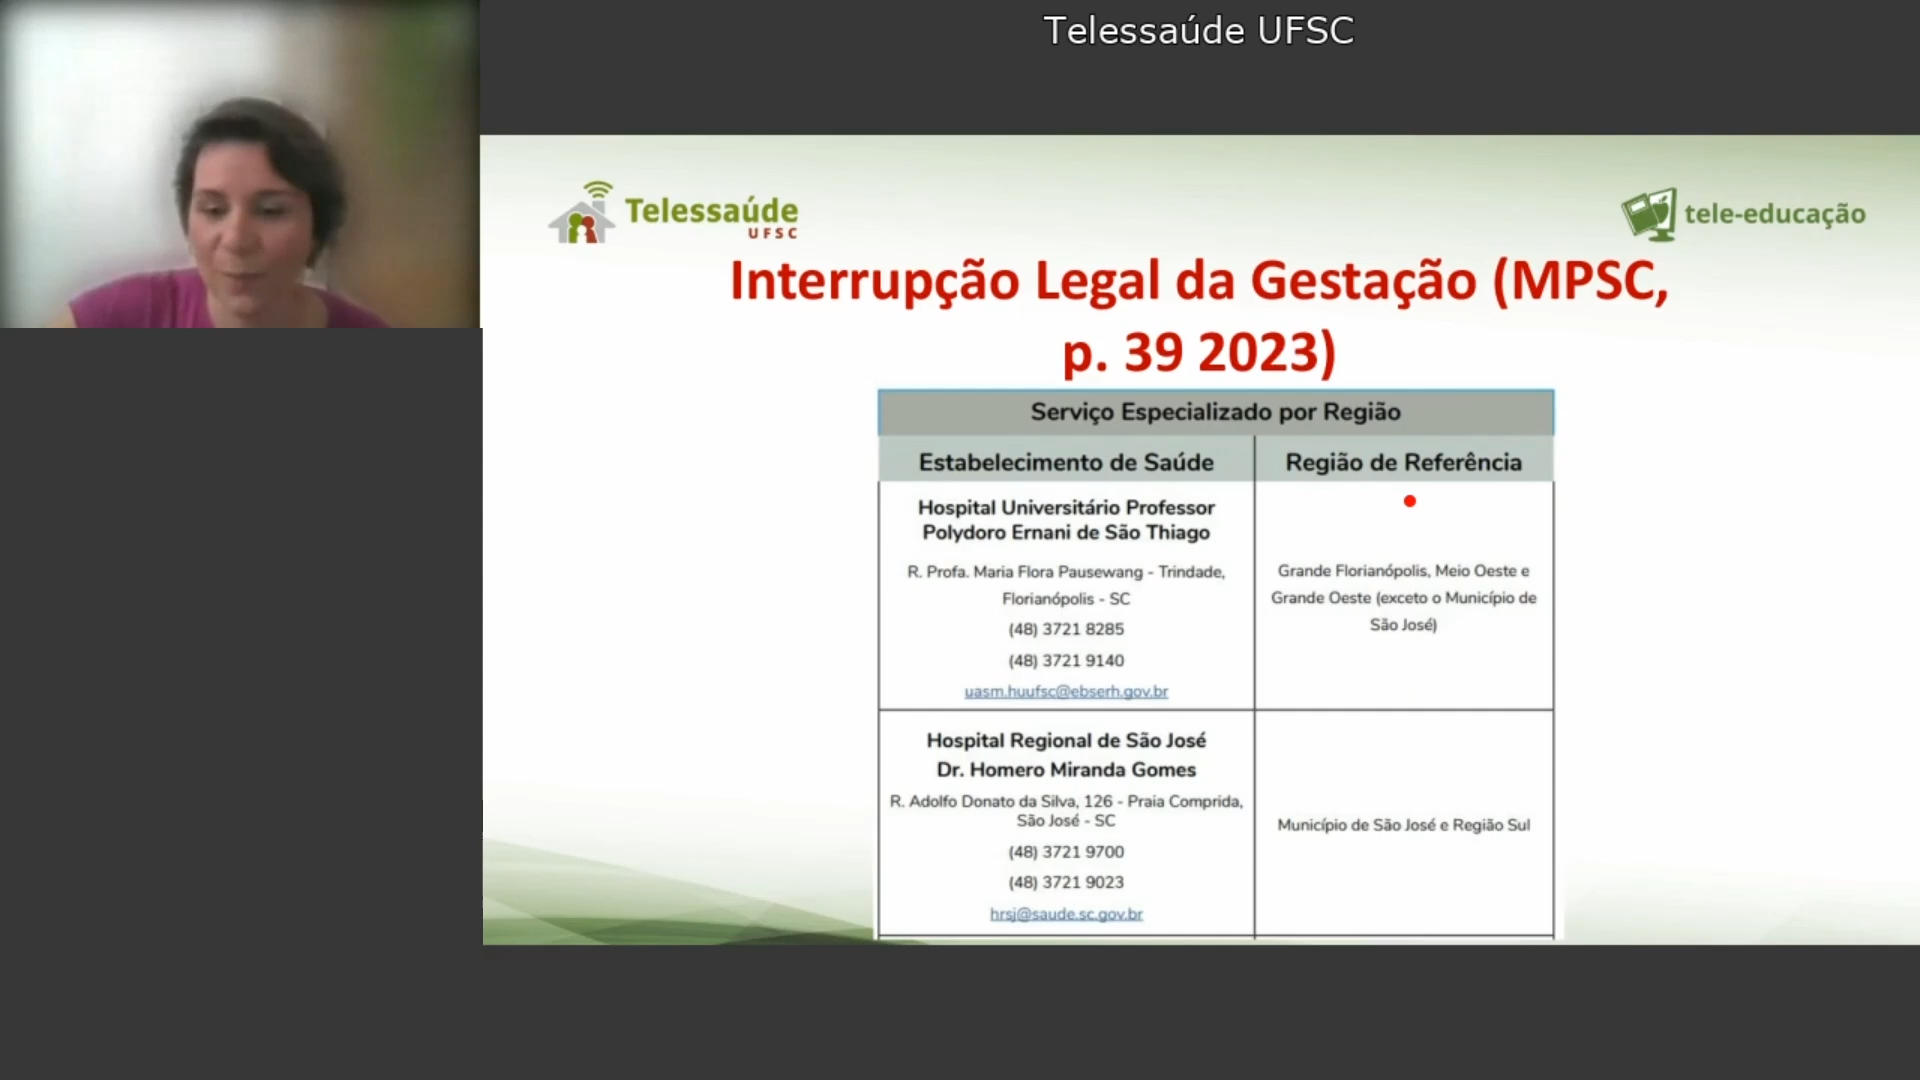 Telessaúde UFSC
Telessaúde
UFSC
tele-educação
Interrupção Legal da Gestação (MPSC,
p. 39 2023)
Serviço Especializado por Região
Estabelecimento de Saúde
Região de Referência
Hospital Universitário Professor
Polydoro Ernani de São Thiago
R. Profa. Maria Flora Pausewang - Trindade,
Florianópolis - SC
(48) 3721 8285
(48) 3721 9140
uasm.huufsc@ebserh.gov.br
Grande Florianópolis, Meio Oeste e
Grande Oeste (exceto o Município de
São José)
Hospital Regional de São José
Dr. Homero Miranda Gomes
R. Adolfo Donato da Silva, 126 - Praia Comprida,
São José - SC
(48) 3721 9700
(48) 3721 9023
hrsj@saude.sc.gov.br
Município de São José e Região Sul